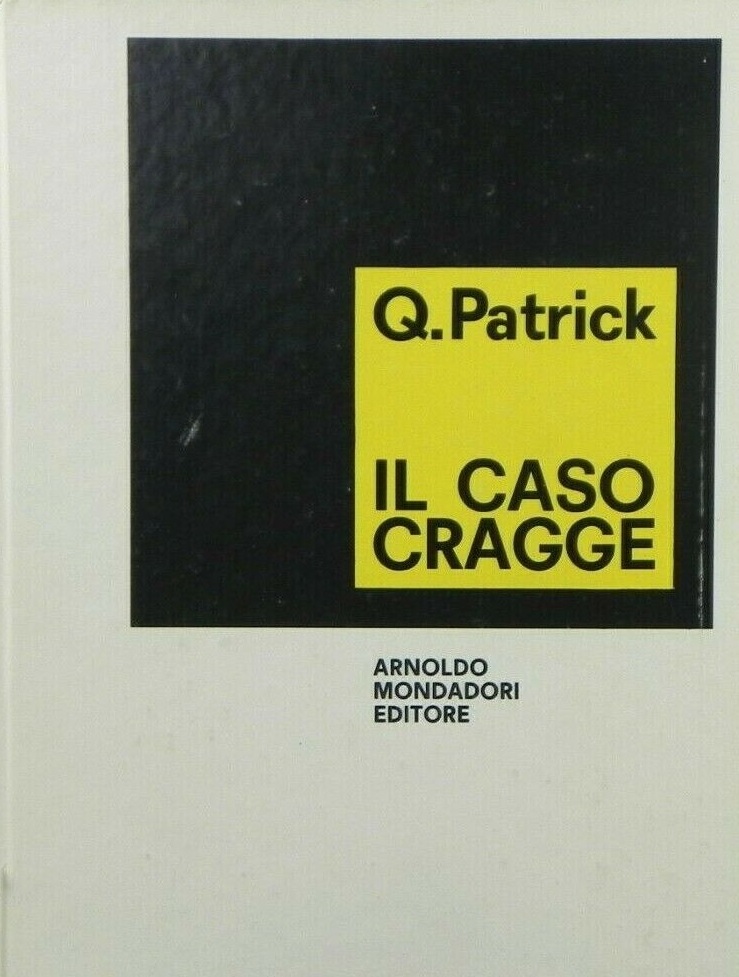 Q.Patrick
IL CASO
CRAGGE
ARNOLDO
MONDADORI
EDITORE